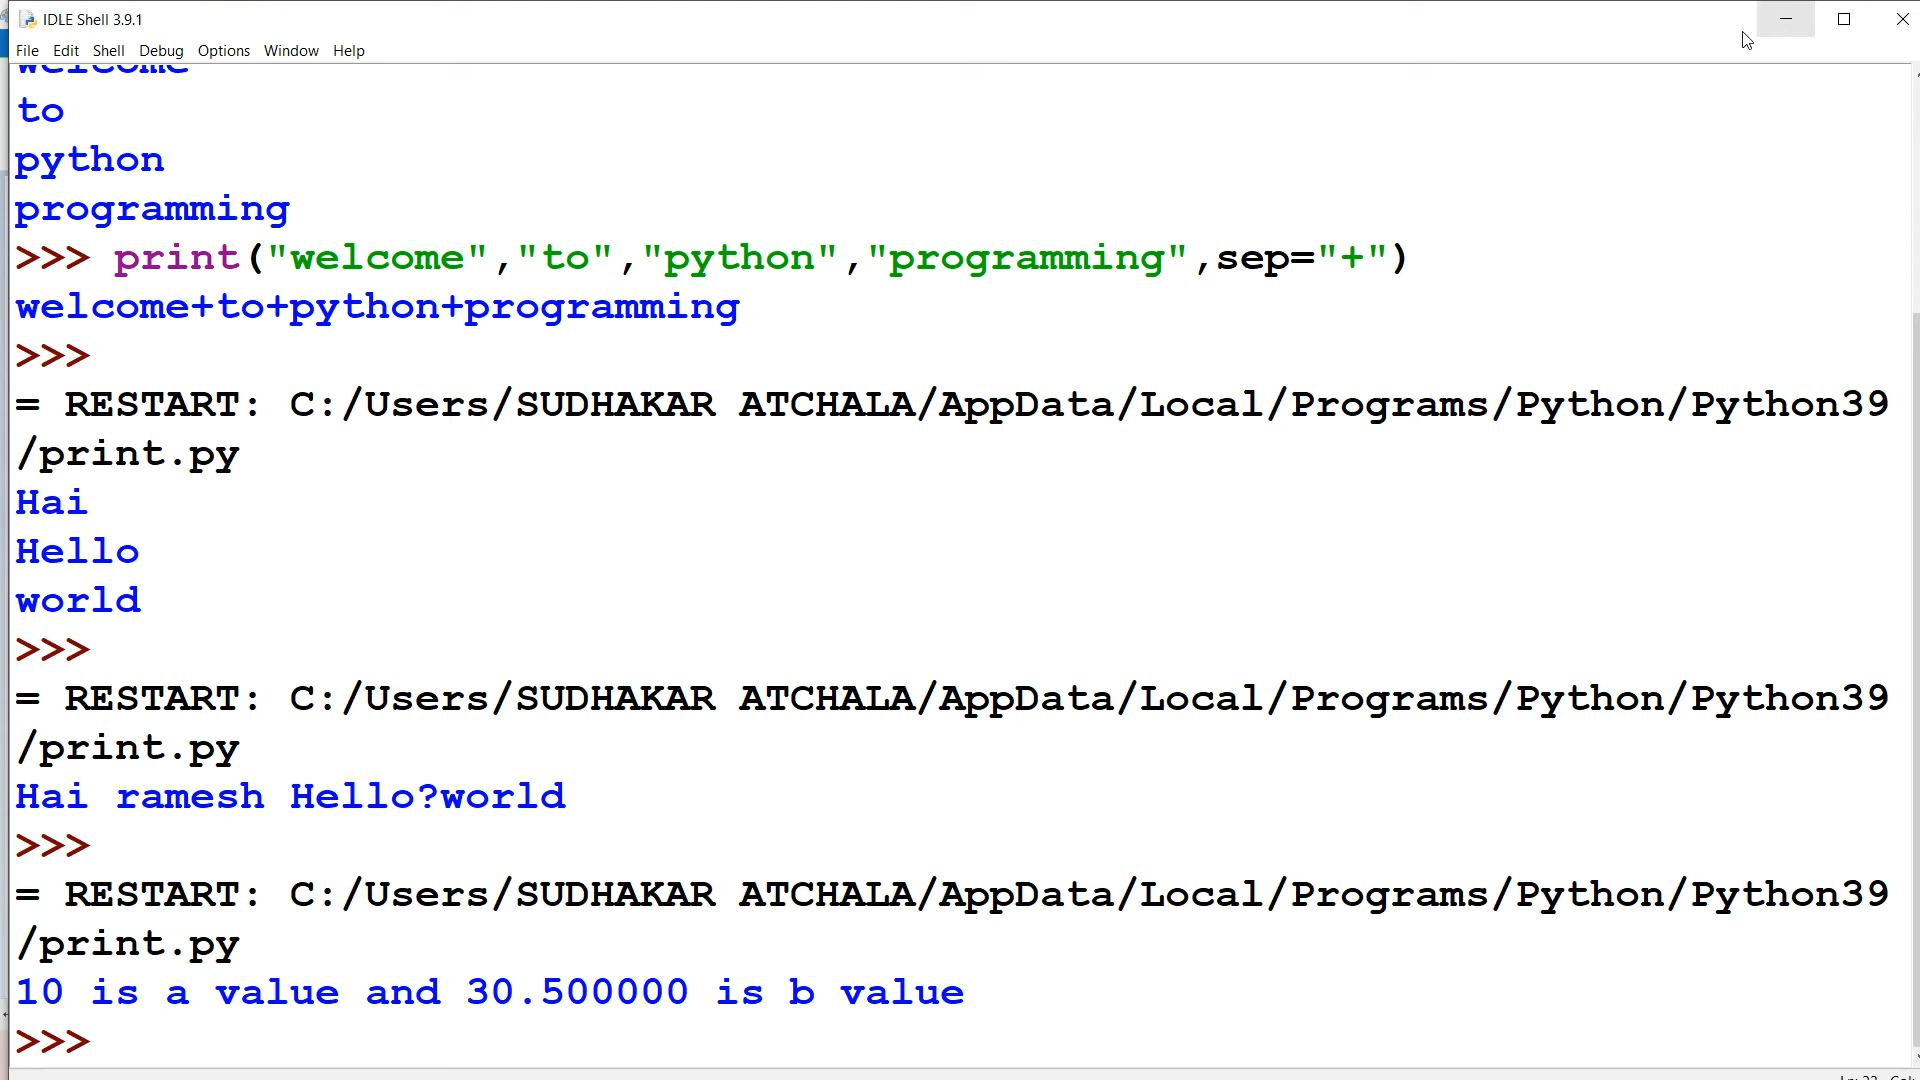 IDLE Shell 3.9.1
File Edit Shell Debug Options Window Help
welcome
to
python
programming
>>> print("welcome","to","python","programming",sep="+")
welcome+to+python+programming
>>>
= RESTART: C:/Users/SUDHAKAR ATCHALA/AppData/Local/Programs/Python/Python39
/print.py
Hai
Hello
world
>>>
= RESTART: C:/Users/SUDHAKAR ATCHALA/AppData/Local/Programs/Python/Python39
/print.py
Hai ramesh Hello?world
>>>
= RESTART: C:/Users/SUDHAKAR ATCHALA/AppData/Local/Programs/Python/Python39
/print.py
10 is a value and 30.500000 is b value
>>>